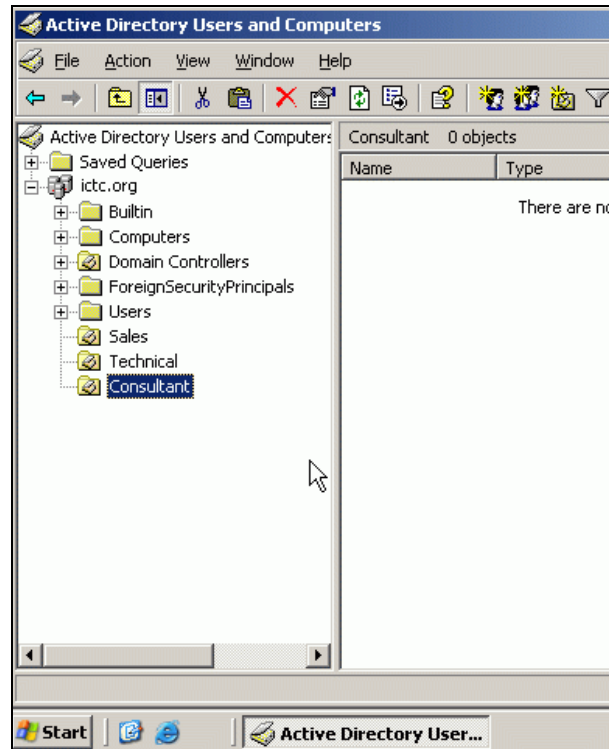 Active Directory Users and Computers
File Action View Window Help
Active Directory Users and Computers
Consultant 0 objects
Name Type
There are no
Saved Queries
ictc.org
Builtin
Computers
Domain Controllers
ForeignSecurityPrincipals
Users
Sales
Technical
Consultant
Start Active Directory User...